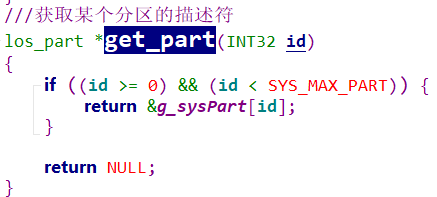 ///获取某个分区的描述符
los_part *get_part(INT32 id)
{
    if ((id >= 0) && (id < SYS_MAX_PART)) {
        return &g_sysPart[id];
    }

    return NULL;
}